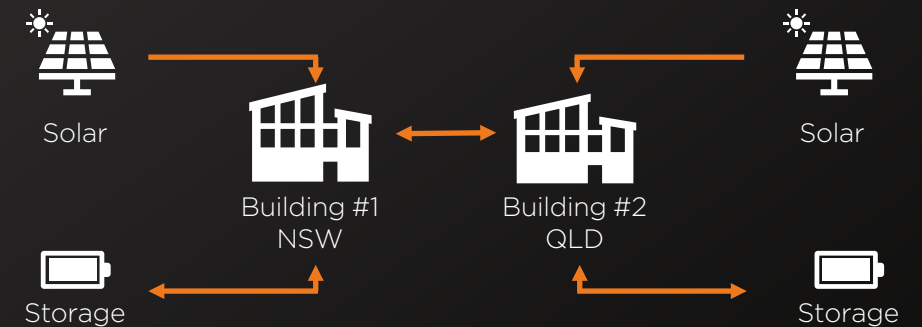 Solar
Solar
Building #1
NSW
Building #2
QLD
Storage
Storage